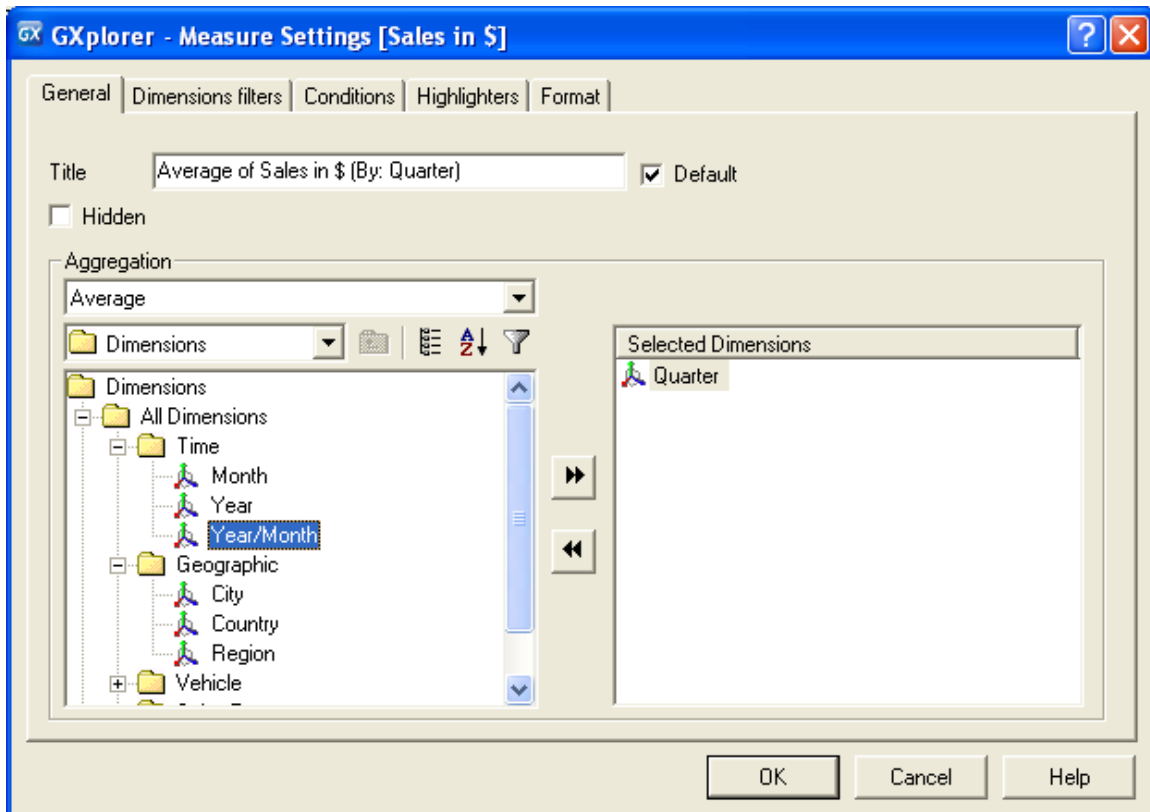 GX GXplorer - Measure Settings [Sales in $]
General Dimensions filters Conditions Highlighters Format
Title Average of Sales in $ (By: Quarter) Default
Hidden
Aggregation
Average
Dimensions
Selected Dimensions
Quarter
Dimensions
All Dimensions
Time
Month
Year
Year/Month
Geographic
City
Country
Region
Vehicle
OK Cancel Help